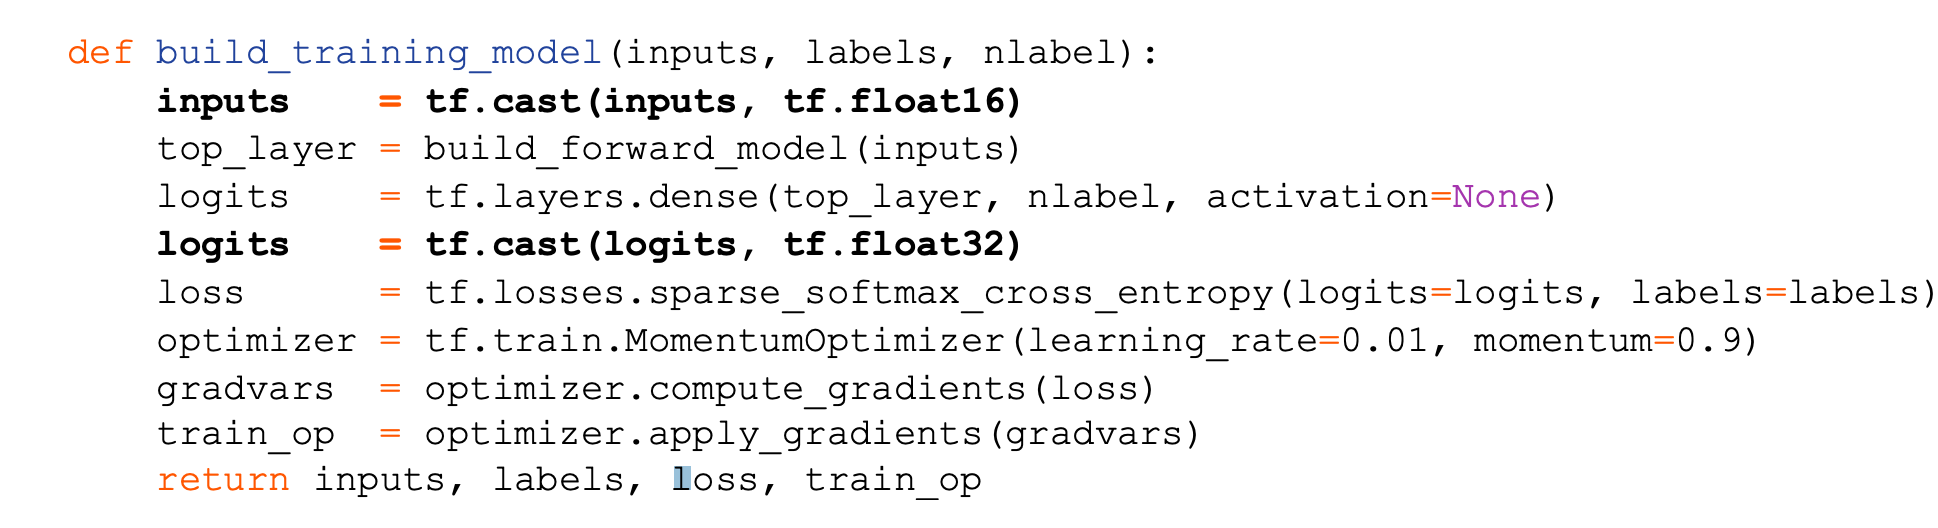 def build_training_model(inputs, labels, nlabel):
    inputs    = tf.cast(inputs, tf.float16)
    top_layer = build_forward_model(inputs)
    logits    = tf.layers.dense(top_layer, nlabel, activation=None)
    logits    = tf.cast(logits, tf.float32)
    loss      = tf.losses.sparse_softmax_cross_entropy(logits=logits, labels=labels)
    optimizer = tf.train.MomentumOptimizer(learning_rate=0.01, momentum=0.9)
    gradvars  = optimizer.compute_gradients(loss)
    train_op  = optimizer.apply_gradients(gradvars)
    return inputs, labels, loss, train_op